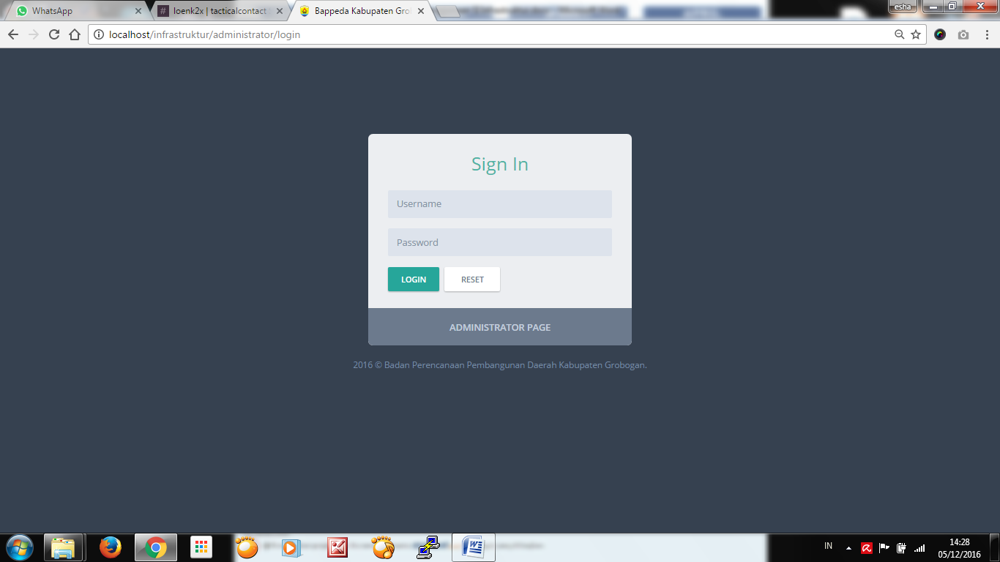 WhatsApp
loenk2x | tacticalcontact
Bappeda Kabupaten Gro
esha
localhost/infrastruktur/administrator/login
Sign In
Username
Password
LOGIN
RESET
ADMINISTRATOR PAGE
2016 © Badan Perencanaan Pembangunan Daerah Kabupaten Grobogan.
IN
14:28
05/12/2016